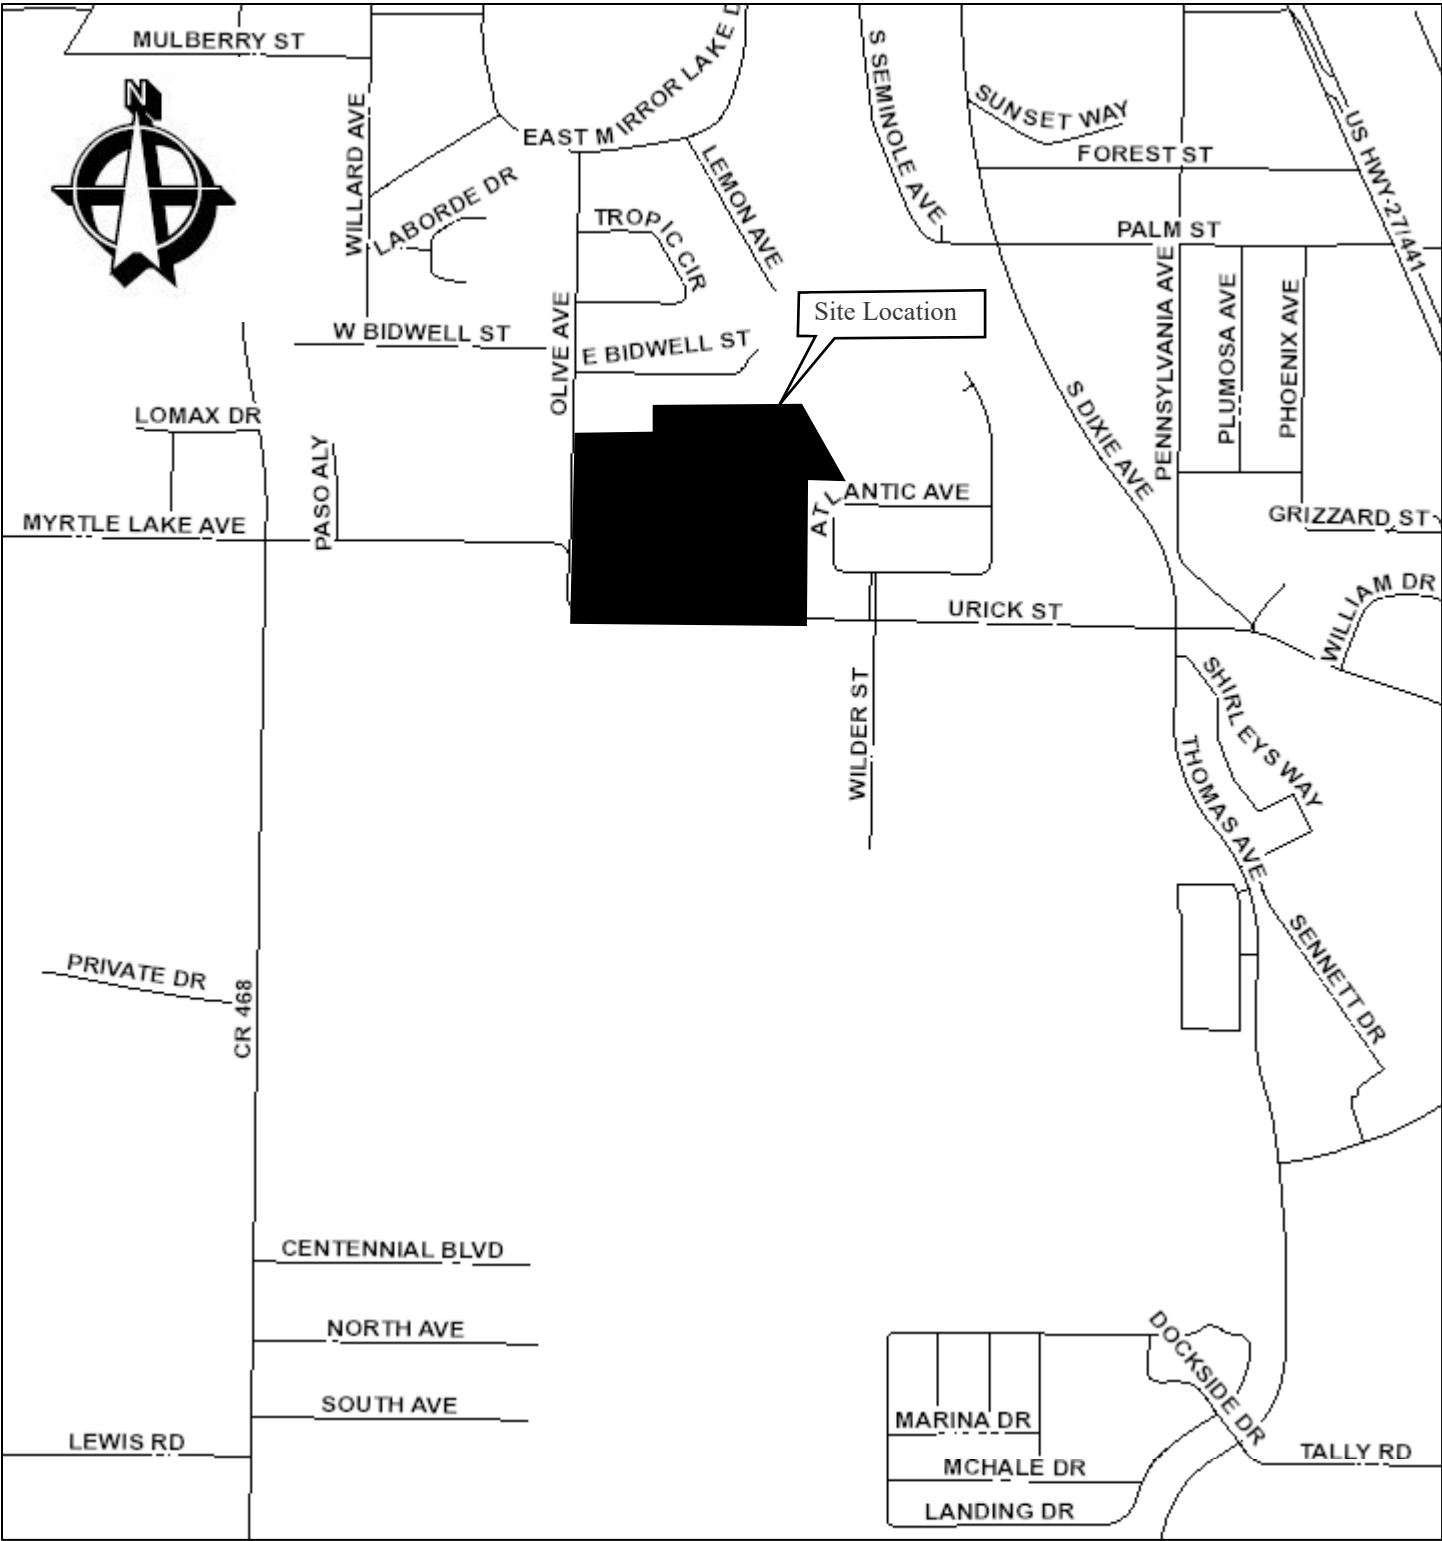 MULBERRY ST
N
WILLARD AVE
EAST MIRROR LAKE D
S SEMINOLE AVE
SUNSET WAY
US HWY 27/441
FOREST ST
LEMON AVE
LABORDE DR
TROPIC CIR
PALM ST
PENNSYLVANIA AVE
PLUMOSA AVE
PHOENIX AVE
Site Location
OLIVE AVE
W BIDWELL ST
E BIDWELL ST
S DIXIE AVE
LOMAX DR
PASO ALY
ATLANTIC AVE
MYRTLE LAKE AVE
GRIZZARD ST
WILLIAM DR
URICK ST
WILDER ST
SHIRLEYS WAY
THOMAS AVE
SENNETT DR
PRIVATE DR
CR 468
CENTENNIAL BLVD
NORTH AVE
DOCKSIDE DR
SOUTH AVE
MARINA DR
LEWIS RD
TALLY RD
MCHALE DR
LANDING DR